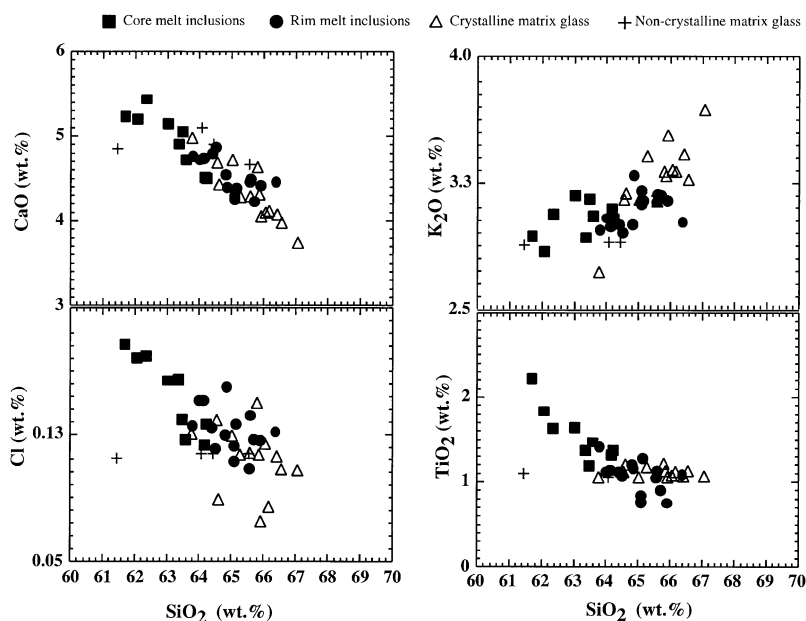 Core melt inclusions Rim melt inclusions Crystalline matrix glass Non-crystalline matrix glass
6
5
4
3
CaO (wt.%)
4.0
3.3
2.5
K2O (wt.%)
0.13
0.05
Cl (wt.%)
60 61 62 63 64 65 66 67 68 69 70
SiO2 (wt.%)
2
1
0
TiO2 (wt.%)
60 61 62 63 64 65 66 67 68 69 70
SiO2 (wt.%)